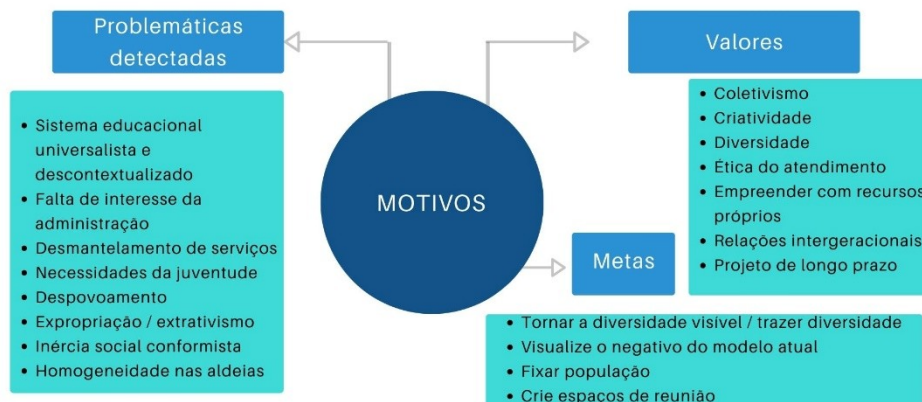 Problemáticas
detectadas
• Sistema educacional
universalista e
descontextualizado
• Falta de interesse da
administração
• Desmantelamento de serviços
• Necessidades da juventude
• Despovoamento
• Expropriação / extrativismo
• Inércia social conformista
• Homogeneidade nas aldeias
MOTIVOS
Valores
• Coletivismo
• Criatividade
• Diversidade
• Ética do atendimento
• Empreender com recursos
próprios
• Relações intergeracionais
• Projeto de longo prazo
Metas
• Tornar a diversidade visível / trazer diversidade
• Visualize o negativo do modelo atual
• Fixar população
• Crie espaços de reunião